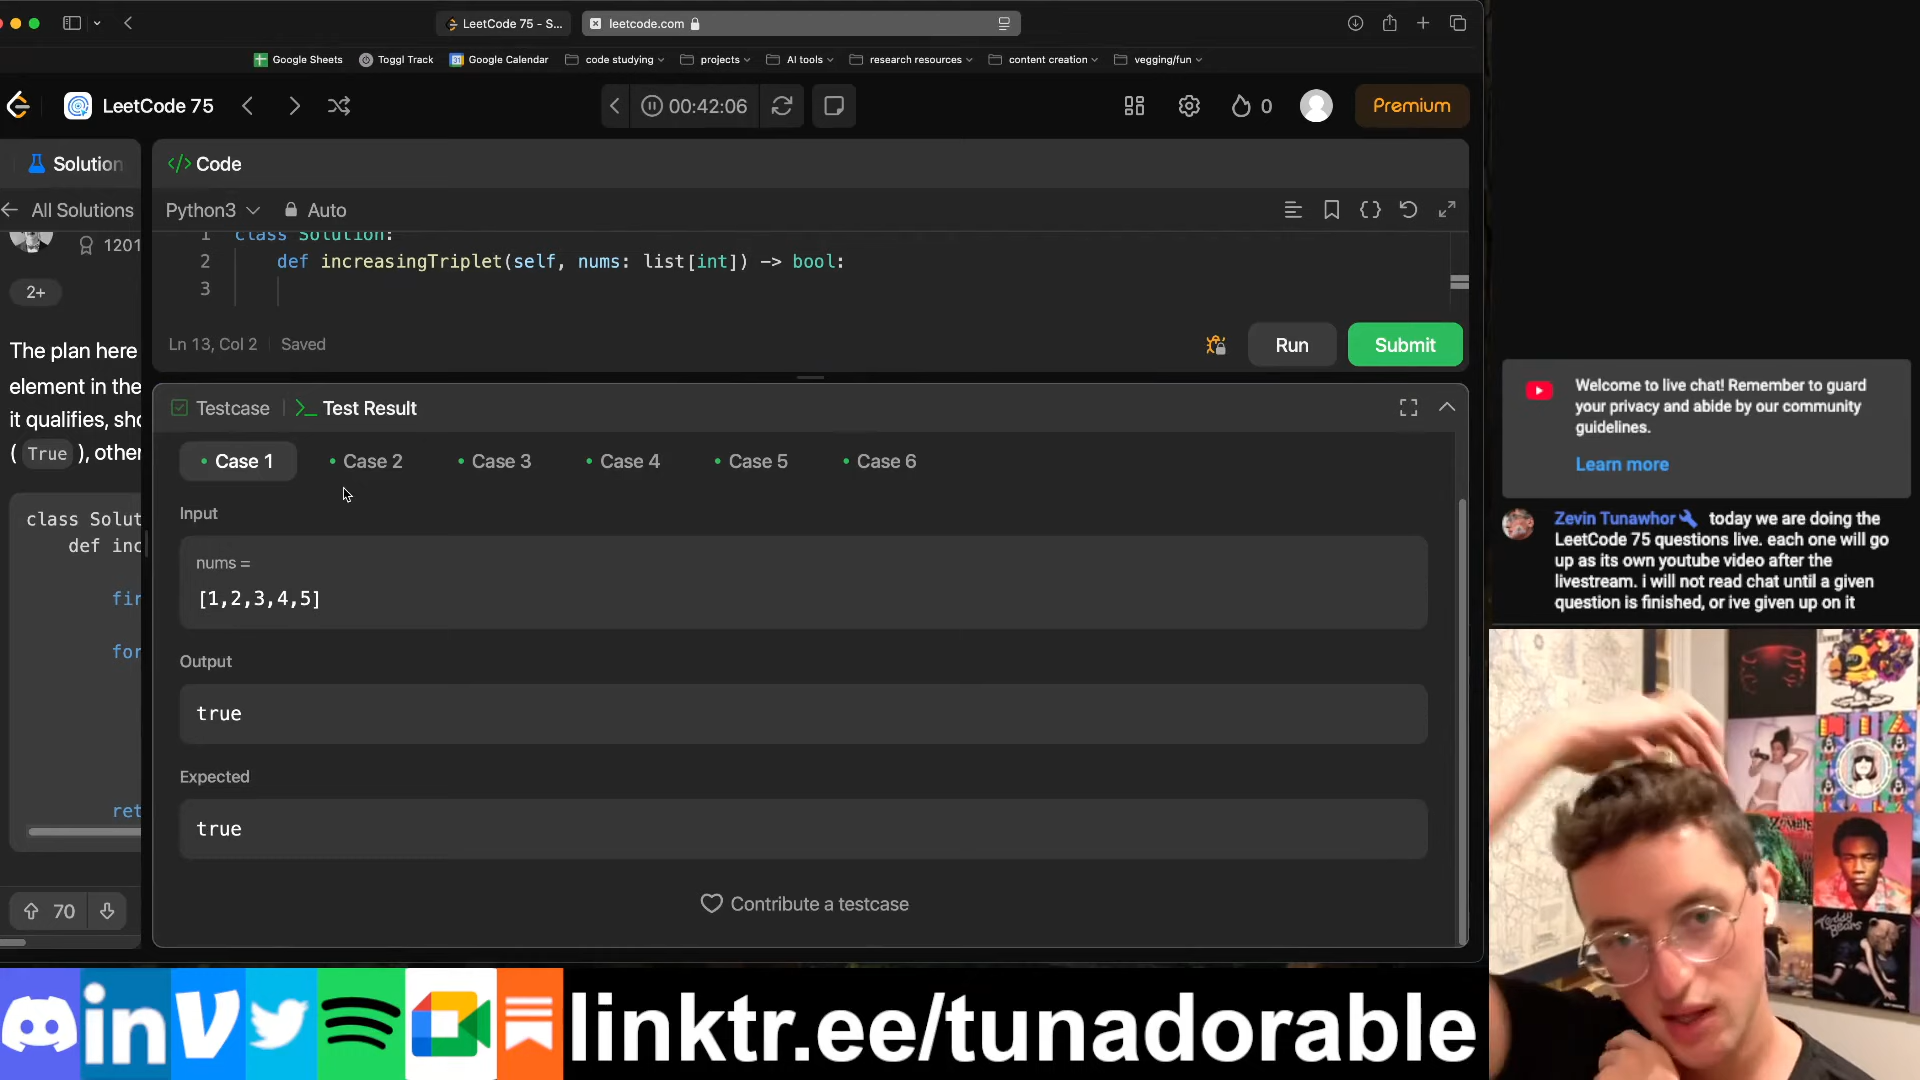 LeetCode 75 - S...
leetcode.com
Google Sheets
Toggl Track
Google Calendar
code studying
projects
AI tools
research resources
content creation
vegging/fun
LeetCode 75
00:42:06
0
Premium
Solution
All Solutions
1201
2+
The plan here
element in the
it qualifies, sho
( True ), other
class Solut
def inc
fir
for
ret
70
</> Code
Python3
Auto
1 class Solution:
2 def increasingTriplet(self, nums: list[int]) -> bool:
3
Ln 13, Col 2
Saved
Run
Submit
Testcase
Test Result
Case 1
Case 2
Case 3
Case 4
Case 5
Case 6
Input
nums =
[1,2,3,4,5]
Output
true
Expected
true
Contribute a testcase
Welcome to live chat! Remember to guard
your privacy and abide by our community
guidelines.
Learn more
Zevin Tunawhor today we are doing the
LeetCode 75 questions live. each one will go
up as its own youtube video after the
livestream. i will not read chat until a given
question is finished, or ive given up on it
in
linktr.ee/tunadorable